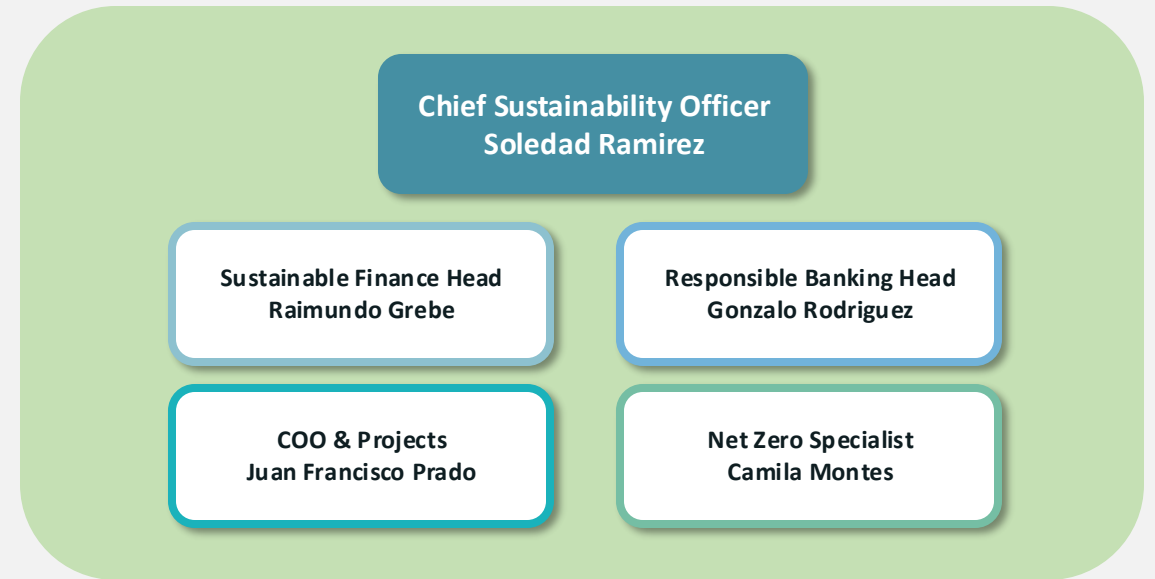 Chief Sustainability Officer
Soledad Ramirez
Sustainable Finance Head
Raimundo Grebe
Responsible Banking Head
Gonzalo Rodriguez
COO & Projects
Juan Francisco Prado
Net Zero Specialist
Camila Montes